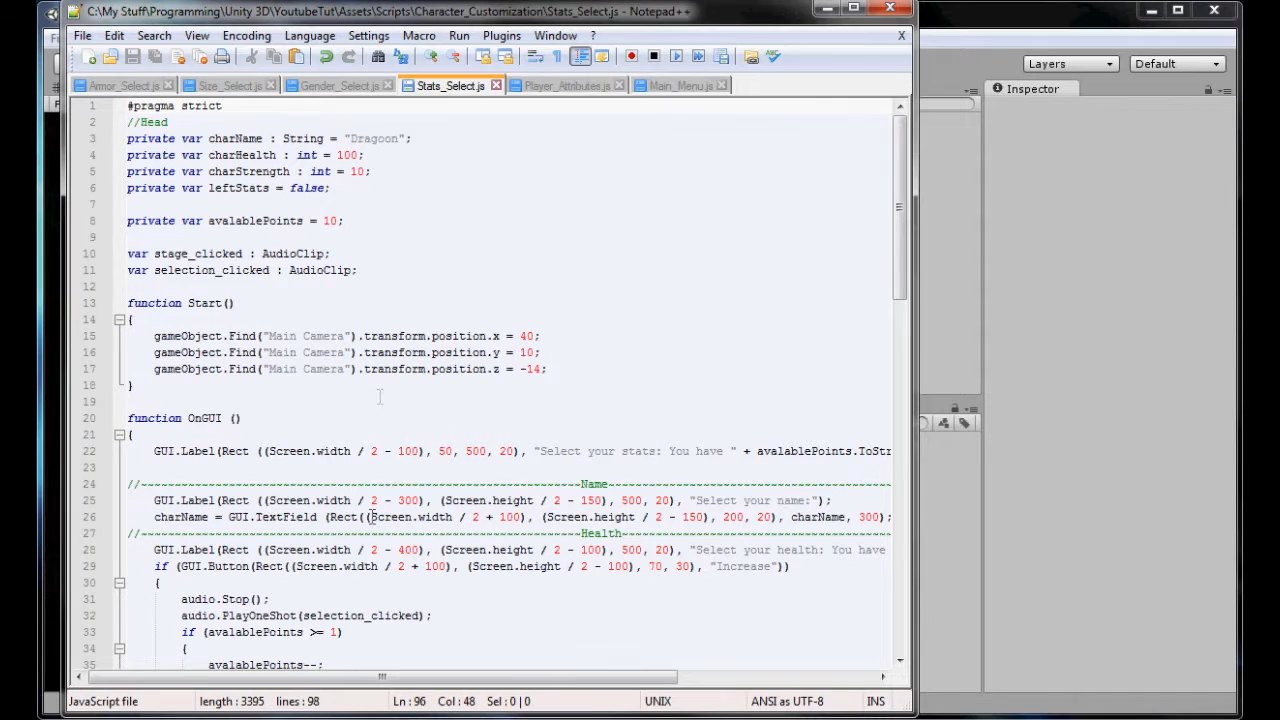 C:\My Stuff\Programming\Unity 3D\YoutubeTut\Assets\Scripts\Character_Customization\Stats_Select.js - Notepad++
File Edit Search View Encoding Language Settings Macro Run Plugins Window ? X
Layers Default
Armor_Select.js Size_Select.js Gender_Select.js Stats_Select.js Player_Attributes.js Main_Menu.js
Inspector
1 #pragma strict
2 //Head
3 private var charName : String = "Dragoon";
4 private var charHealth : int = 100;
5 private var charStrength : int = 10;
6 private var leftStats = false;
7
8 private var avalablePoints = 10;
9
10 var stage_clicked : AudioClip;
11 var selection_clicked : AudioClip;
12
13 function Start()
14 {
15 gameObject.Find("Main Camera").transform.position.x = 40;
16 gameObject.Find("Main Camera").transform.position.y = 10;
17 gameObject.Find("Main Camera").transform.position.z = -14;
18 }
19
20 function OnGUI ()
21 {
22 GUI.Label(Rect ((Screen.width / 2 - 100), 50, 500, 20), "Select your stats: You have " + avalablePoints.ToStr
23
24 //~~~~~~~~~~~~~~~~~~~~~~~~~~~~~~~~~~~~~~~~~~~~~~~~~~~~~~~~~~~~~~~~~Name~~~~~~~~~~~~~~~~~~~~~~~~~~~~~~~~~~~~~~~
25 GUI.Label(Rect ((Screen.width / 2 - 300), (Screen.height / 2 - 150), 500, 20), "Select your name:");
26 charName = GUI.TextField (Rect((Screen.width / 2 + 100), (Screen.height / 2 - 150), 200, 20), charName, 300);
27 //~~~~~~~~~~~~~~~~~~~~~~~~~~~~~~~~~~~~~~~~~~~~~~~~~~~~~~~~~~~~~~~~~Health~~~~~~~~~~~~~~~~~~~~~~~~~~~~~~~~~~~~~
28 GUI.Label(Rect ((Screen.width / 2 - 400), (Screen.height / 2 - 100), 500, 20), "Select your health: You have
29 if (GUI.Button(Rect((Screen.width / 2 + 100), (Screen.height / 2 - 100), 70, 30), "Increase"))
30 {
31 audio.Stop();
32 audio.PlayOneShot(selection_clicked);
33 if (avalablePoints >= 1)
34 {
35 avalablePoints--;
JavaScript file length : 3395 lines : 98 Ln : 96 Col : 48 Sel : 0 | 0 UNIX ANSI as UTF-8 INS